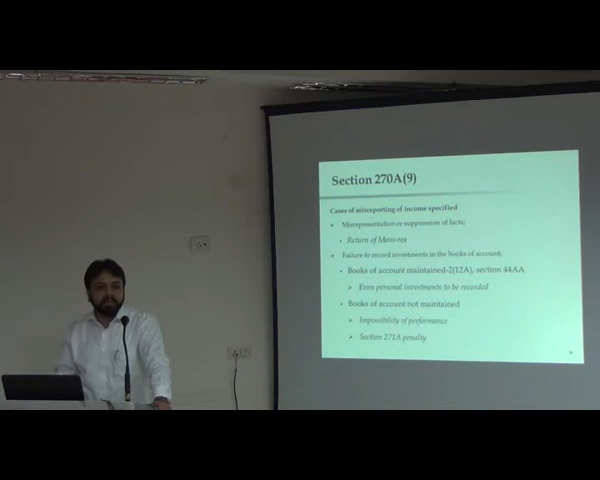 Section 270A(9)
Cases of misreporting of income specified
Misrepresentation or suppression of facts;
Return of Mens-rea
Failure to record investments in the books of account,
Books of account maintained-2(12A), section 44AA
Even personal investments to be recorded
Books of account not maintained
Impossibility of performance
Section 271A penalty